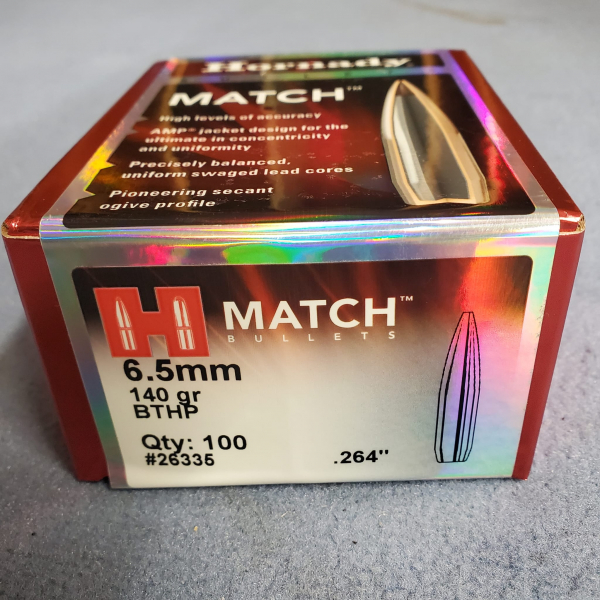 Hornady
MATCH™
High levels of accuracy
AMP® jacket design for the
ultimate in concentricity
and uniformity
Precisely balanced,
uniform swaged lead cores
Pioneering secant
ogive profile
H
MATCH™
BULLETS
6.5mm
140 gr
BTHP
Qty: 100
#26335
.264"